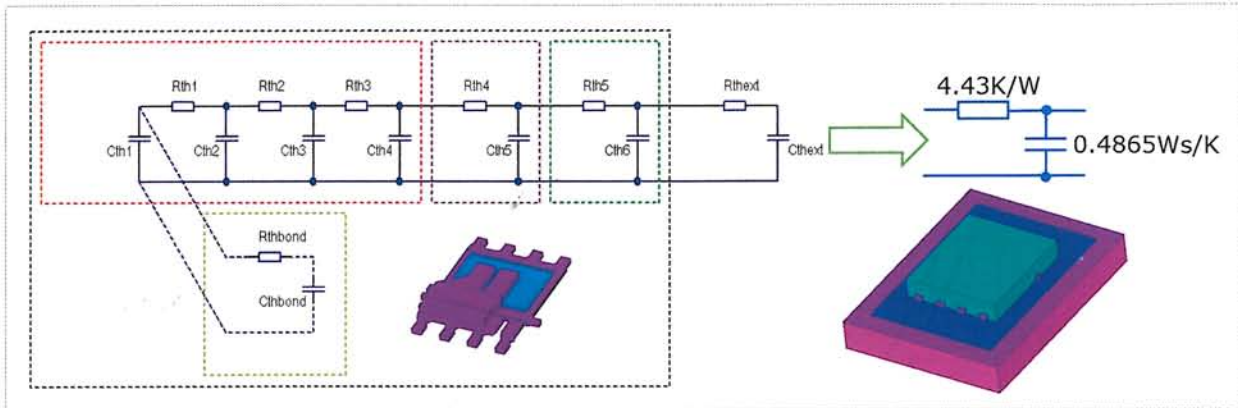 Rth1 Rth2 Rth3 Rth4 Rth5 Rthext 4.43K/W
Cth1 Cth2 Cth3 Cth4 Cth5 Cth6 Cthext 0.4865Ws/K
Rthbond
Cthbond